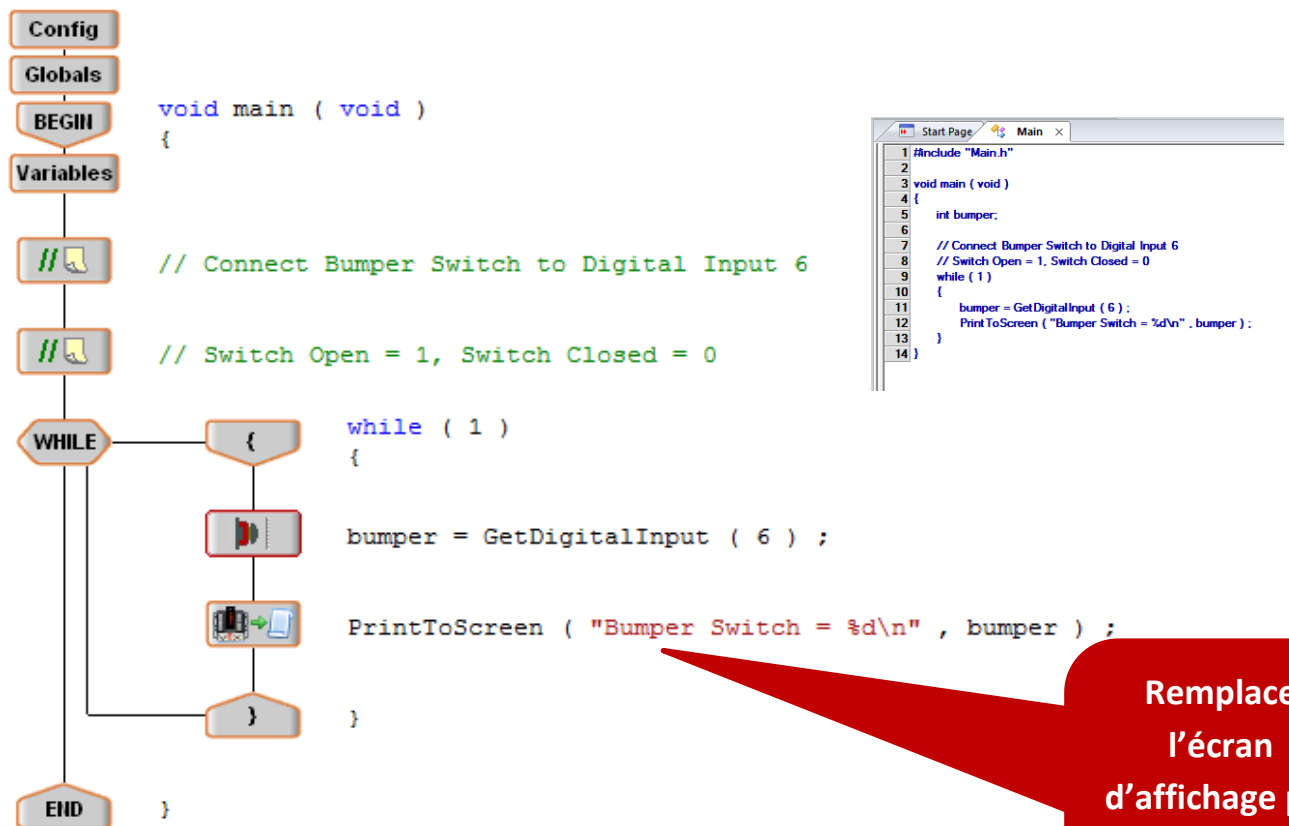 Config
Globals
BEGIN
void main ( void )
{
Variables
// // Connect Bumper Switch to Digital Input 6
// // Switch Open = 1, Switch Closed = 0
WHILE
{
while ( 1 )
{
bumper = GetDigitalInput ( 6 ) ;
PrintToScreen ( "Bumper Switch = %d\n" , bumper ) ;
}
}
END
}
Start Page Main ×
1 #include "Main.h"
2
3 void main ( void )
4 {
5 int bumper;
6
7 // Connect Bumper Switch to Digital Input 6
8 // Switch Open = 1, Switch Closed = 0
9 while ( 1 )
10 {
11 bumper = GetDigitalInput ( 6 ) ;
12 PrintToScreen ( "Bumper Switch = %d\n" , bumper ) ;
13 }
14 }
Remplace
l’écran
d’affichage